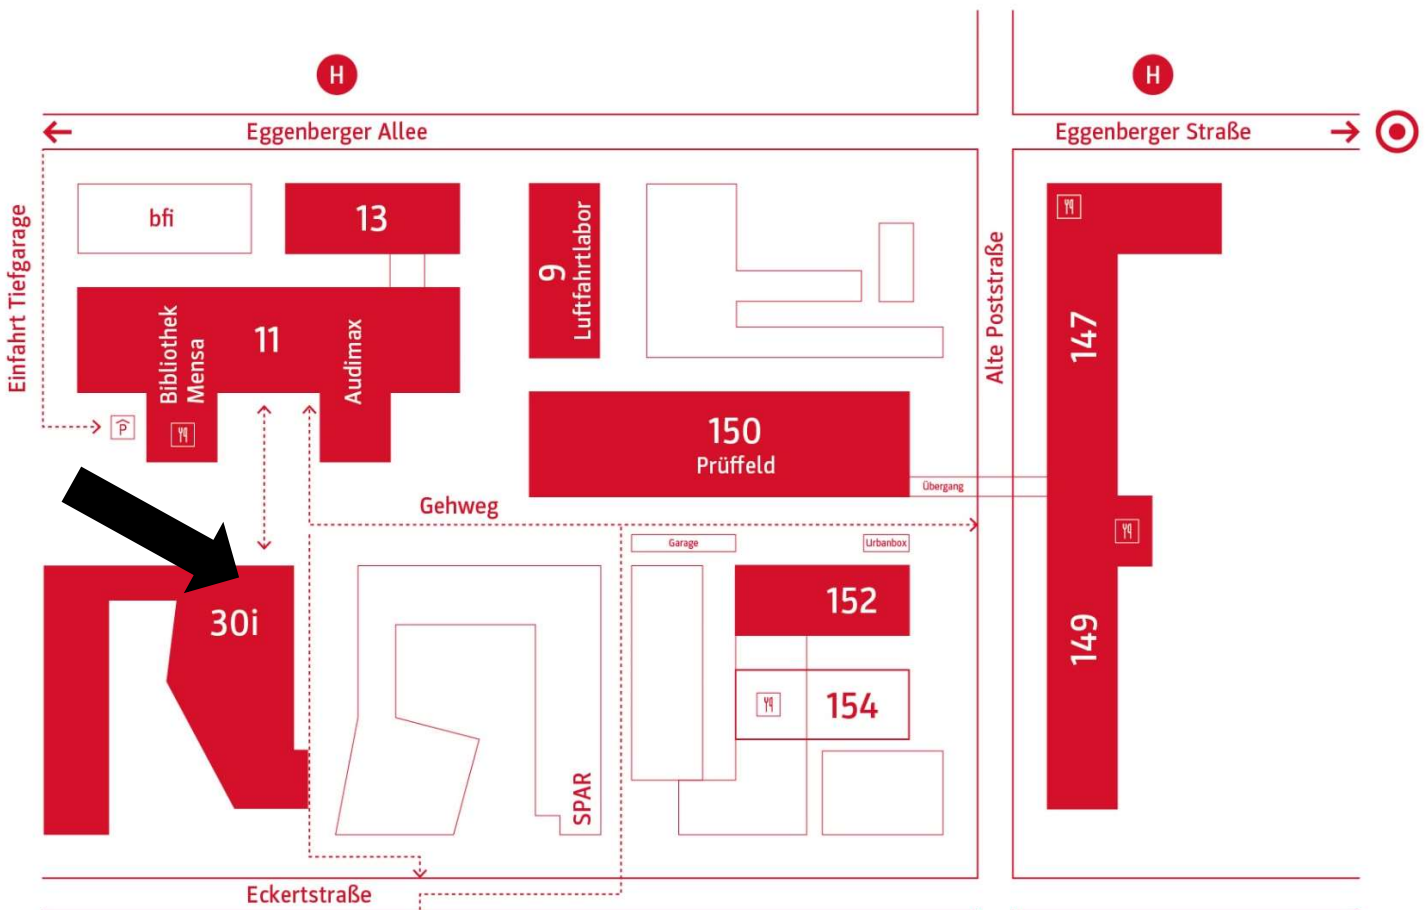 H
H
Eggenberger Allee
Eggenberger Straße
Einfahrt Tiefgarage
bfi
13
9
Luftfahrtlabor
Alte Poststraße
147
Bibliothek
Mensa
11
Audimax
P
150
Prüffeld
Übergang
Gehweg
Garage
Urbanbox
30i
152
149
154
SPAR
Eckertstraße